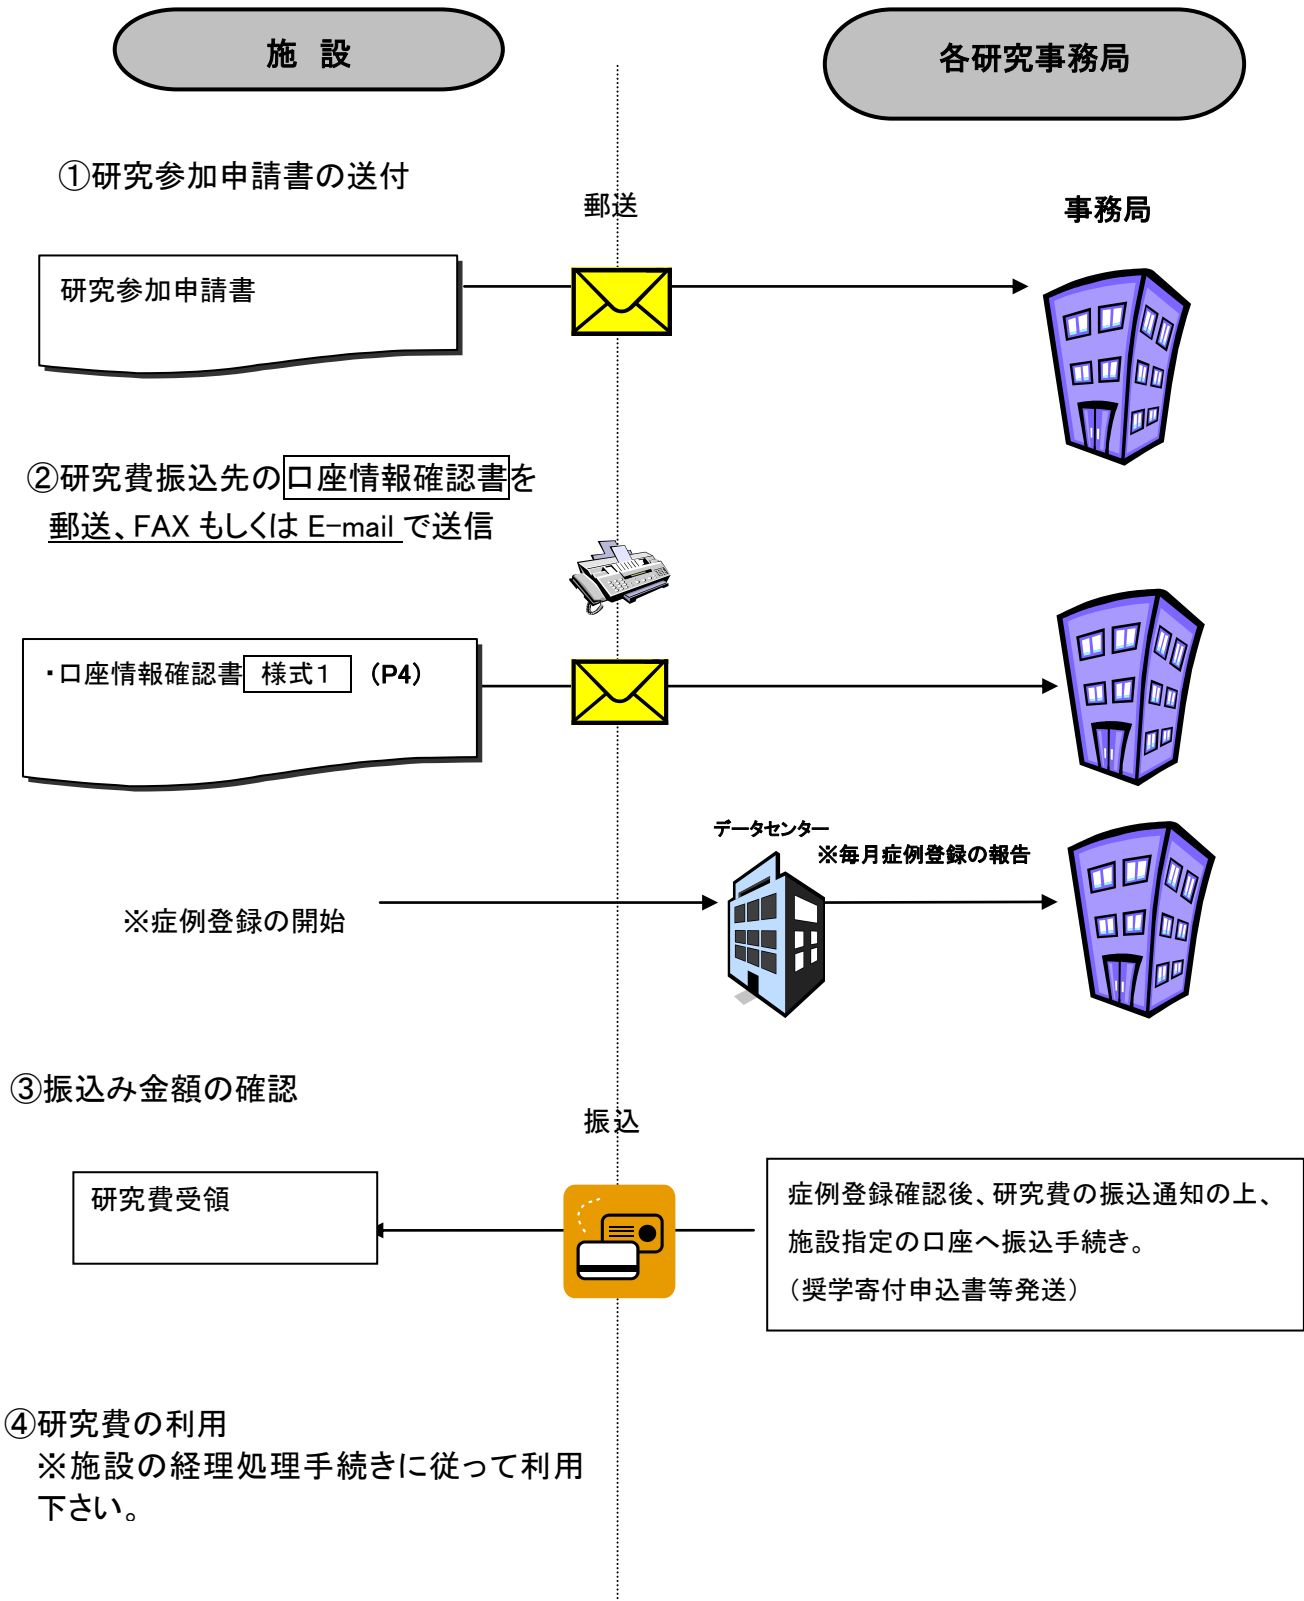 施 設
各研究事務局
①研究参加申請書の送付
郵送
事務局
研究参加申請書
②研究費振込先の口座情報確認書を
郵送、FAX もしくは E-mail で送信
・口座情報確認書 様式1 (P4)
データセンター
※毎月症例登録の報告
※症例登録の開始
③振込み金額の確認
振込
研究費受領
症例登録確認後、研究費の振込通知の上、
施設指定の口座へ振込手続き。
(奨学寄付申込書等発送)
④研究費の利用
※施設の経理処理手続きに従って利用
下さい。